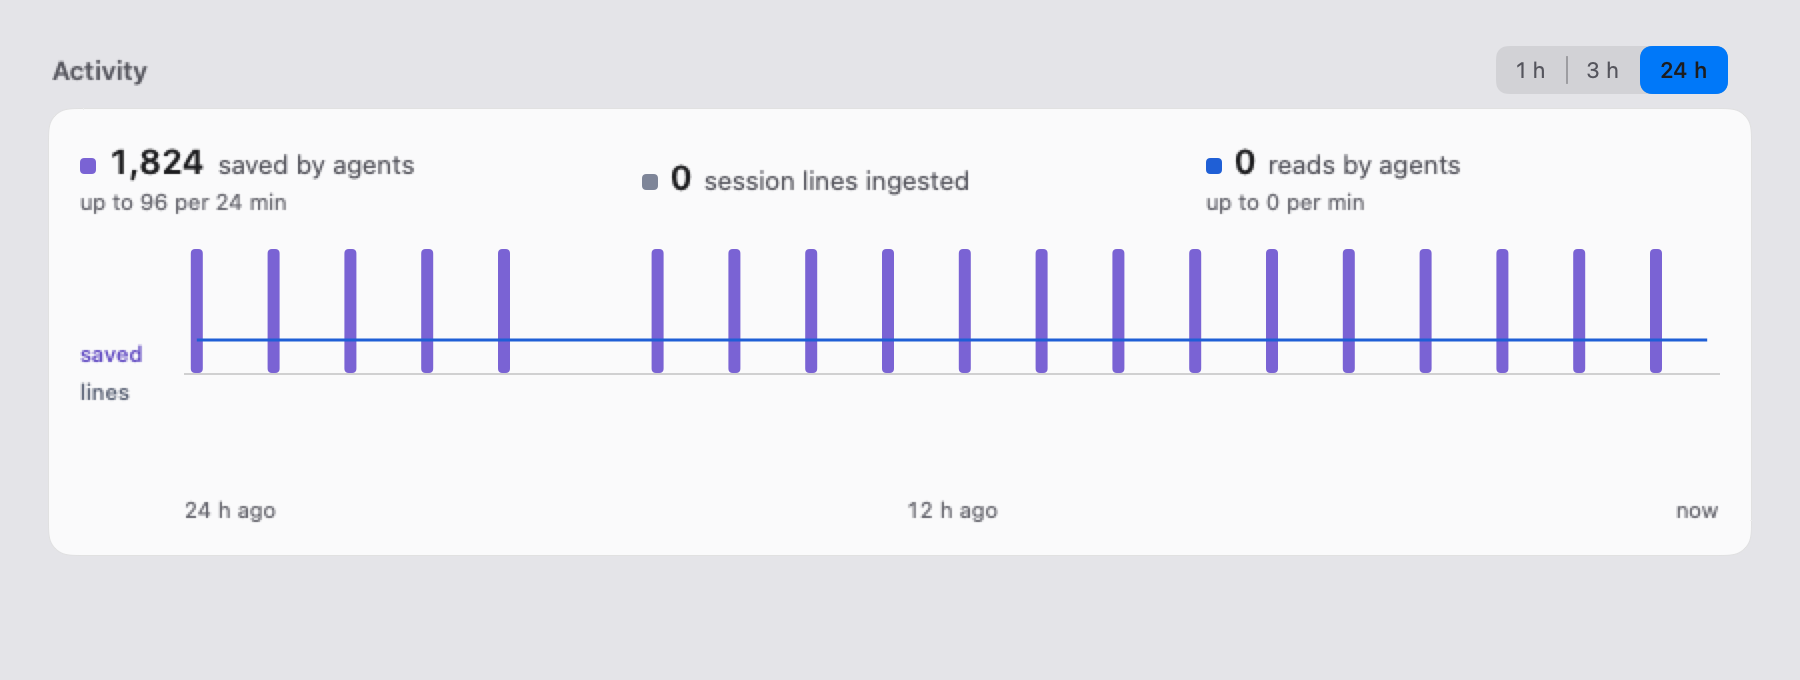 Activity
1 h
3 h
24 h
1,824 saved by agents
up to 96 per 24 min
0 session lines ingested
0 reads by agents
up to 0 per min
saved
lines
24 h ago
12 h ago
now